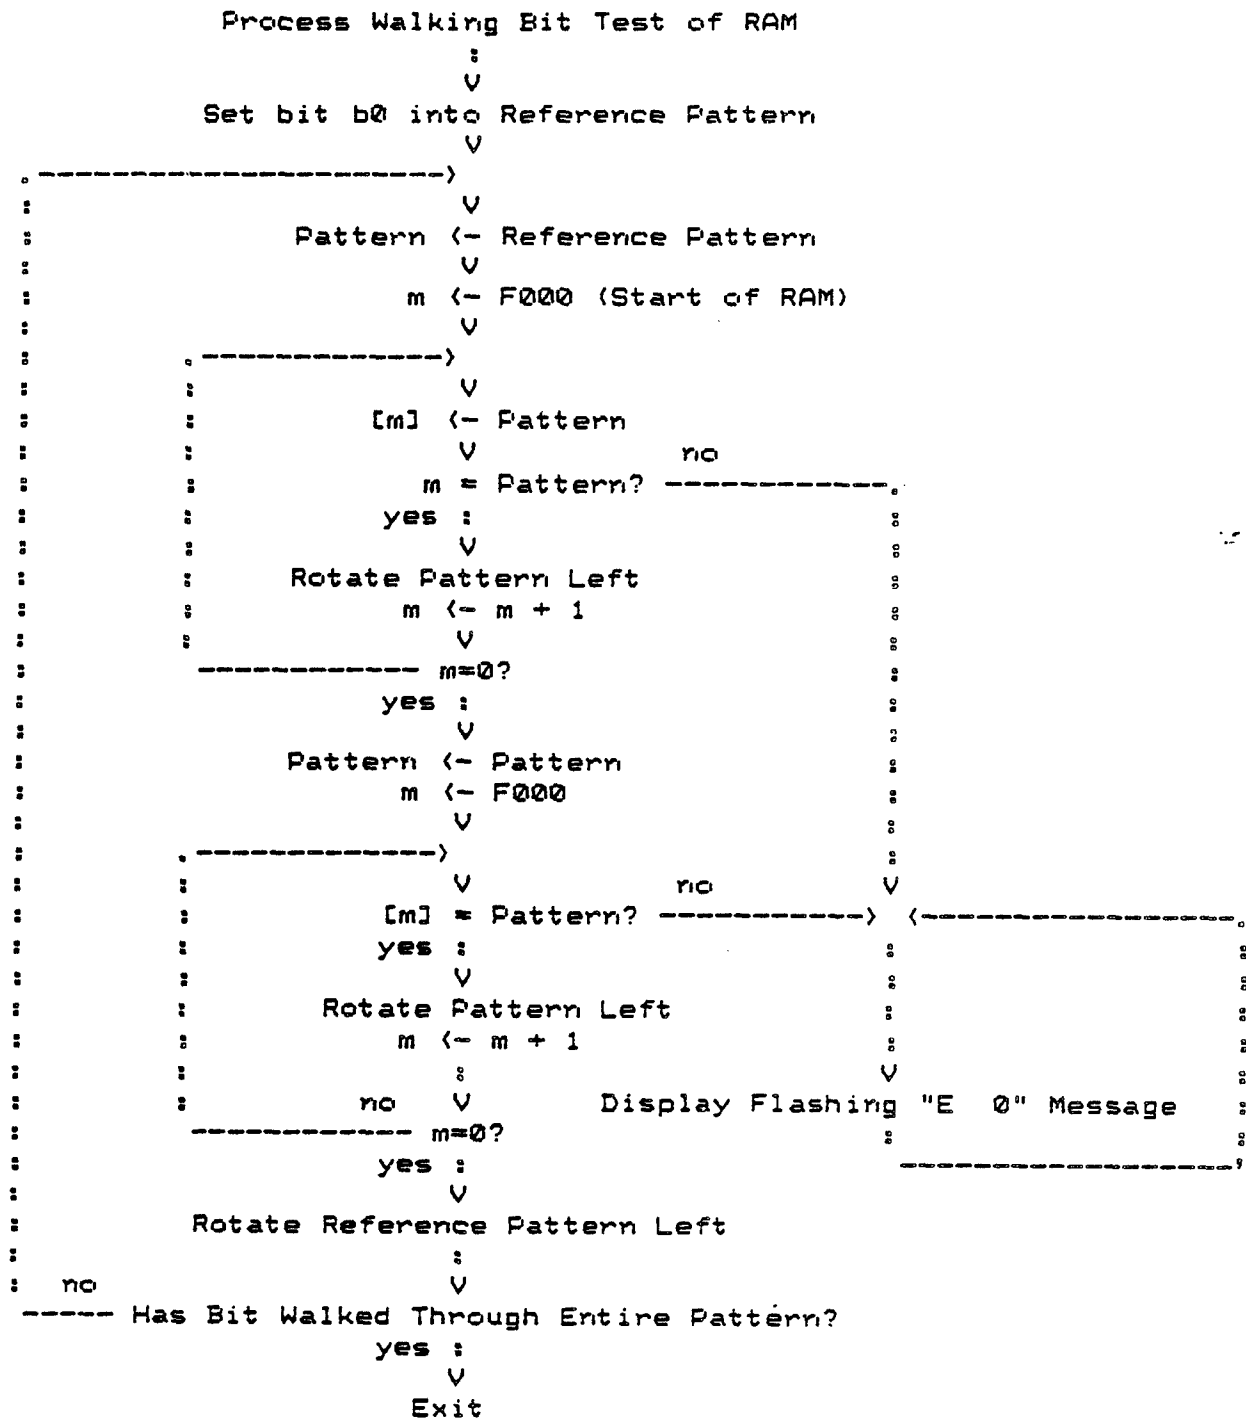 Process Walking Bit Test of RAM
Set bit b0 into Reference Pattern
Pattern <- Reference Pattern
m <- F000 (Start of RAM)
[m] <- Pattern
no
m = Pattern?
yes
Rotate Pattern Left
m <- m + 1
m=0?
yes
Pattern <- Pattern
m <- F000
no
[m] = Pattern?
yes
Rotate Pattern Left
m <- m + 1
no
Display Flashing "E  0" Message
m=0?
yes
Rotate Reference Pattern Left
no
Has Bit Walked Through Entire Pattern?
yes
Exit